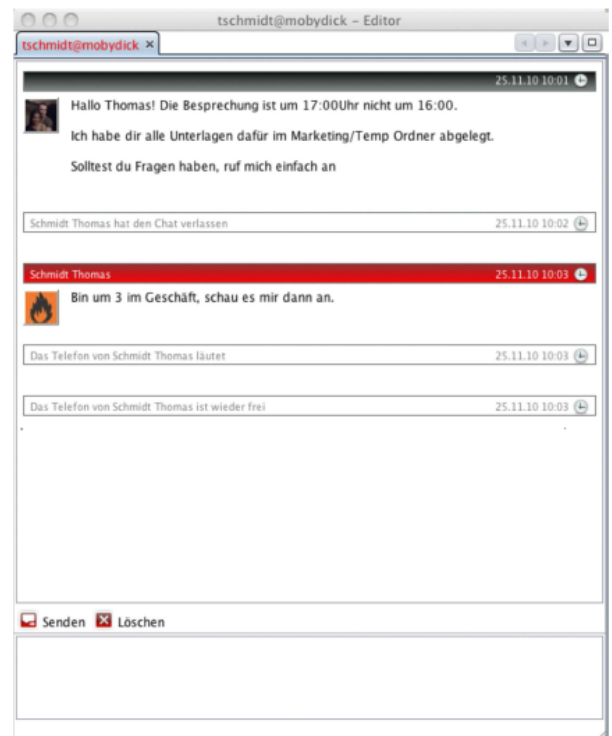 tschmidt@mobydick – Editor
tschmidt@mobydick ×
25.11.10 10:01
Hallo Thomas! Die Besprechung ist um 17:00Uhr nicht um 16:00.
Ich habe dir alle Unterlagen dafür im Marketing/Temp Ordner abgelegt.
Solltest du Fragen haben, ruf mich einfach an
Schmidt Thomas hat den Chat verlassen 25.11.10 10:02
Schmidt Thomas 25.11.10 10:03
Bin um 3 im Geschäft, schau es mir dann an.
Das Telefon von Schmidt Thomas läutet 25.11.10 10:03
Das Telefon von Schmidt Thomas ist wieder frei 25.11.10 10:03
Senden Löschen